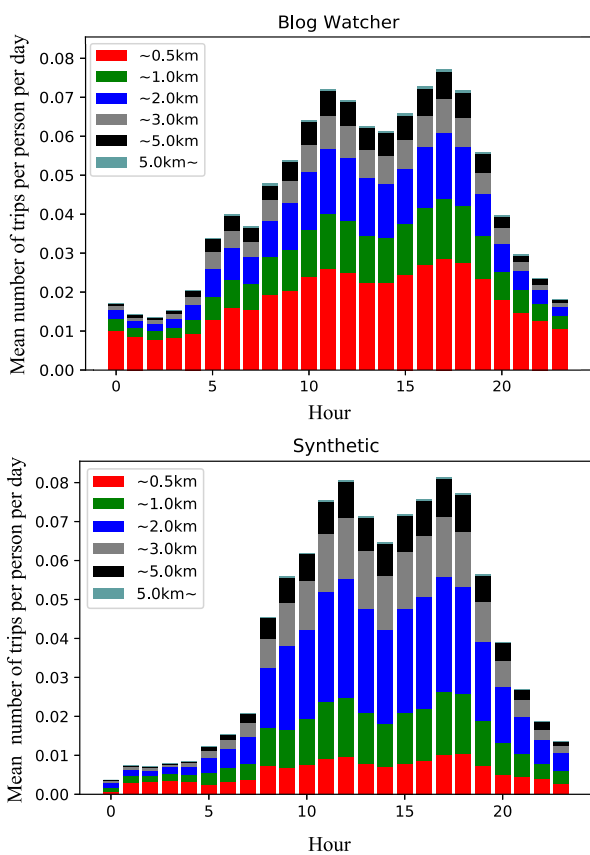 Blog Watcher
Mean number of trips per person per day
0.08
0.07
0.06
0.05
0.04
0.03
0.02
0.01
0.00
~0.5km
~1.0km
~2.0km
~3.0km
~5.0km
5.0km~
0 5 10 15 20
Hour
Synthetic
Mean number of trips per person per day
0.08
0.07
0.06
0.05
0.04
0.03
0.02
0.01
0.00
~0.5km
~1.0km
~2.0km
~3.0km
~5.0km
5.0km~
0 5 10 15 20
Hour